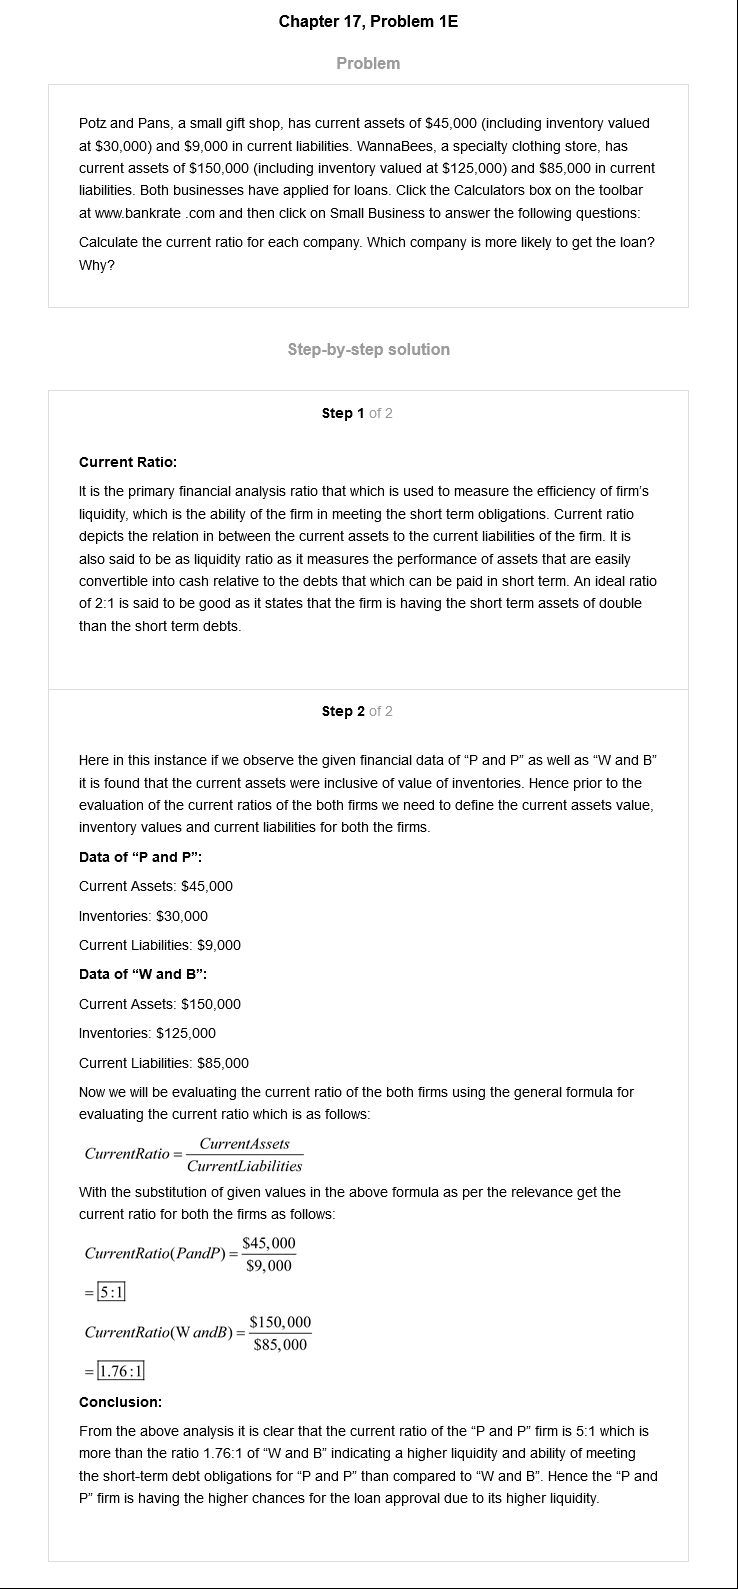 Chapter 17, Problem 1E
Problem
Potz and Pans, a small gift shop, has current assets of $45,000 (including inventory valued
at $30,000) and $9,000 in current liabilities. WannaBees, a specialty clothing store, has
current assets of $150,000 (including inventory valued at $125,000) and $85,000 in current
liabilities. Both businesses have applied for loans. Click the Calculators box on the toolbar
at www.bankrate .com and then click on Small Business to answer the following questions:
Calculate the current ratio for each company. Which company is more likely to get the loan?
Why?
Step-by-step solution
Step 1 of 2
Current Ratio:
It is the primary financial analysis ratio that which is used to measure the efficiency of firm's
liquidity, which is the ability of the firm in meeting the short term obligations. Current ratio
depicts the relation in between the current assets to the current liabilities of the firm. It is
also said to be as liquidity ratio as it measures the performance of assets that are easily
convertible into cash relative to the debts that which can be paid in short term. An ideal ratio
of 2:1 is said to be good as it states that the firm is having the short term assets of double
than the short term debts.
Step 2 of 2
Here in this instance if we observe the given financial data of “P and P” as well as “W and B”
it is found that the current assets were inclusive of value of inventories. Hence prior to the
evaluation of the current ratios of the both firms we need to define the current assets value,
inventory values and current liabilities for both the firms.
Data of “P and P”:
Current Assets: $45,000
Inventories: $30,000
Current Liabilities: $9,000
Data of “W and B”:
Current Assets: $150,000
Inventories: $125,000
Current Liabilities: $85,000
Now we will be evaluating the current ratio of the both firms using the general formula for
evaluating the current ratio which is as follows:
CurrentRatio = CurrentAssets
CurrentLiabilities
With the substitution of given values in the above formula as per the relevance get the
current ratio for both the firms as follows:
CurrentRatio(PandP) = $45,000
$9,000
= 5:1
CurrentRatio(W andB) = $150,000
$85,000
= 1.76:1
Conclusion:
From the above analysis it is clear that the current ratio of the “P and P” firm is 5:1 which is
more than the ratio 1.76:1 of “W and B” indicating a higher liquidity and ability of meeting
the short-term debt obligations for “P and P” than compared to “W and B”. Hence the “P and
P” firm is having the higher chances for the loan approval due to its higher liquidity.